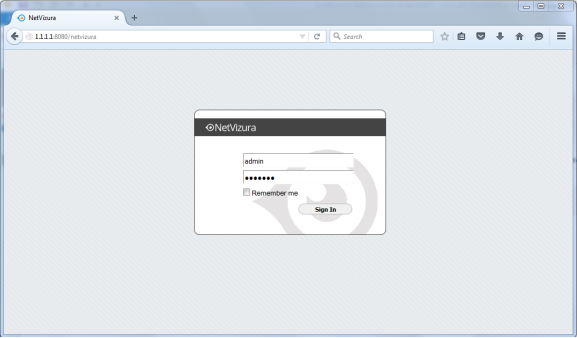 NetVizura
1.1.1.1:8080/netvizura
Search
NetVizura
admin
•••••••
Remember me
Sign In